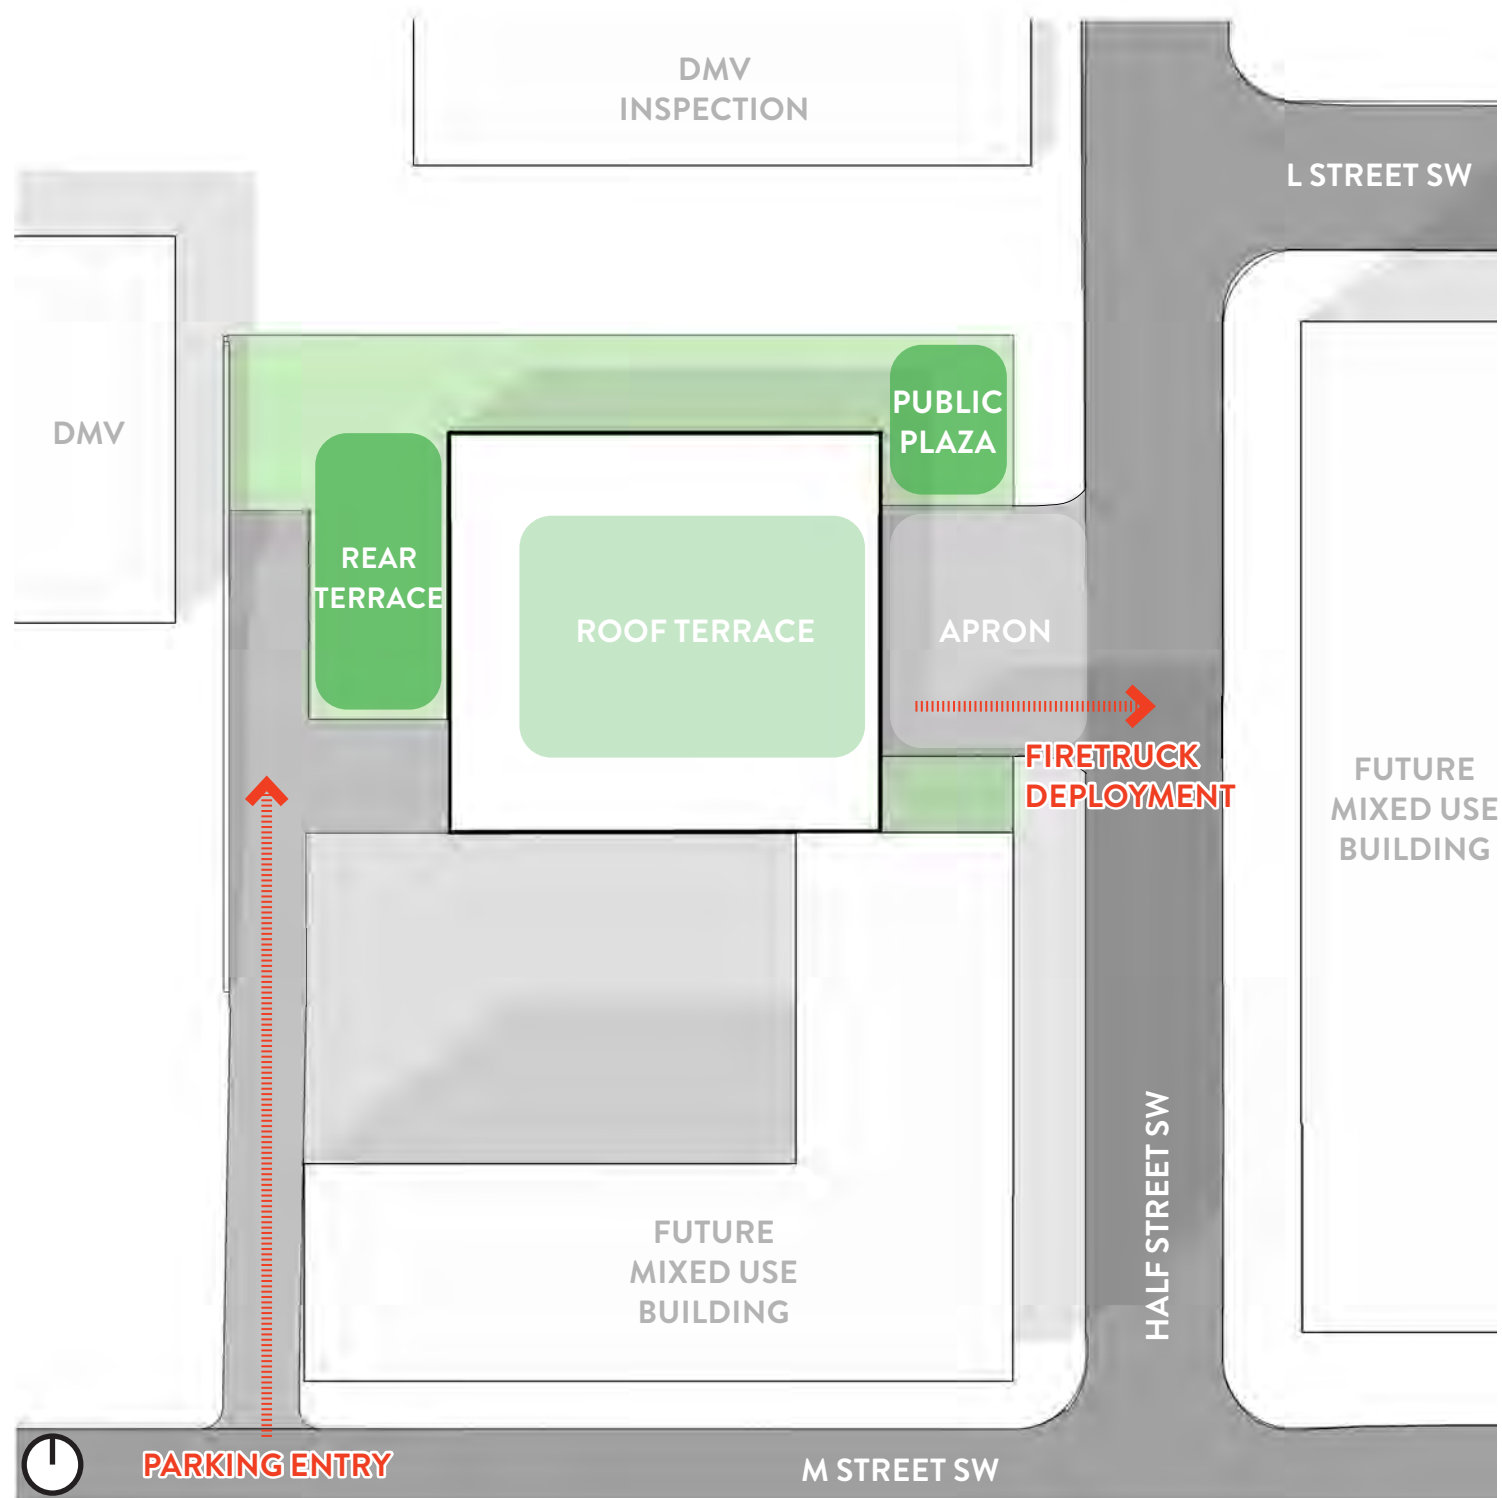 DMV
INSPECTION
L STREET SW
DMV
PUBLIC
PLAZA
REAR
TERRACE
ROOF TERRACE
APRON
FIRETRUCK
DEPLOYMENT
FUTURE
MIXED USE
BUILDING
HALF STREET SW
FUTURE
MIXED USE
BUILDING
PARKING ENTRY
M STREET SW